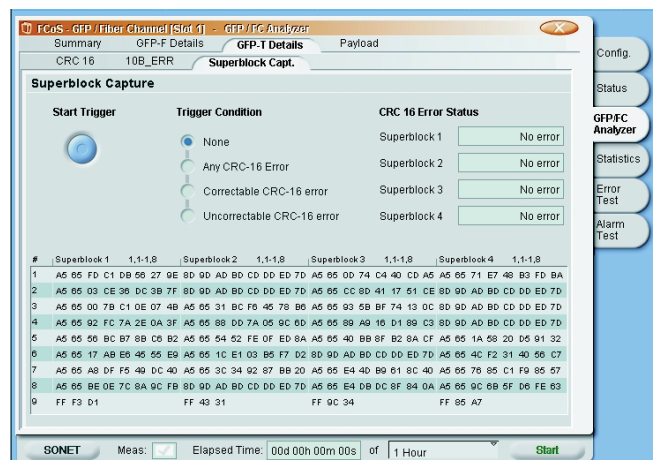 FCoS - GFP / Fiber Channel [Slot 1] - GFP / FC Analyzer
Summary GFP-F Details GFP-T Details Payload
CRC 16 10B_ERR Superblock Capt.
Superblock Capture
Start Trigger Trigger Condition CRC 16 Error Status
None Superblock 1 No error
Any CRC-16 Error Superblock 2 No error
Correctable CRC-16 error Superblock 3 No error
Uncorrectable CRC-16 error Superblock 4 No error
# Superblock 1 1,1-1,8 Superblock 2 1,1-1,8 Superblock 3 1,1-1,8 Superblock 4 1,1-1,8
1 A5 65 FD C1 DB 56 27 9E 8D 9D AD BD CD DD ED 7D A5 65 0D 74 C4 40 CD A5 A5 65 71 E7 48 B3 FD BA
2 A5 65 03 CE 36 DC 3B 7F 8D 9D AD BD CD DD ED 7D A5 65 CC 8D 41 17 51 CE 8D 9D AD BD CD DD ED 7D
3 A5 65 00 7B C1 0E 07 4B A5 65 31 BC F6 45 78 B6 A5 65 93 5B BF 74 13 0C 8D 9D AD BD CD DD ED 7D
4 A5 65 92 FC 7A 2E 0A 3F A5 65 88 DD 7A 05 9C 6D A5 65 89 A9 16 D1 89 C3 8D 9D AD BD CD DD ED 7D
5 A5 65 56 BC B7 8B C6 B2 A5 65 54 52 FE 0F ED 8A A5 65 40 BB 8F B2 8A CF A5 65 1A 58 20 D5 91 32
6 A5 65 17 AB E6 45 55 E9 A5 65 1C E1 03 B5 F7 D2 8D 9D AD BD CD DD ED 7D A5 65 4C F2 31 40 56 C7
7 A5 65 A8 DF F5 49 DC 40 A5 65 3C 34 92 87 BB 20 A5 65 E4 4D B9 61 8C 40 A5 65 76 85 C1 F9 85 57
8 A5 65 BE 0E 7C 8A 9C FB 8D 9D AD BD CD DD ED 7D A5 65 E4 DB DC 8F 84 0A A5 65 9C 6B 5F D6 FE 63
9 FF F3 D1 FF 43 31 FF 9C 34 FF 85 A7
SONET Meas: Elapsed Time: 00d 00h 00m 00s of 1 Hour Start
Config.
Status
GFP/FC
Analyzer
Statistics
Error
Test
Alarm
Test